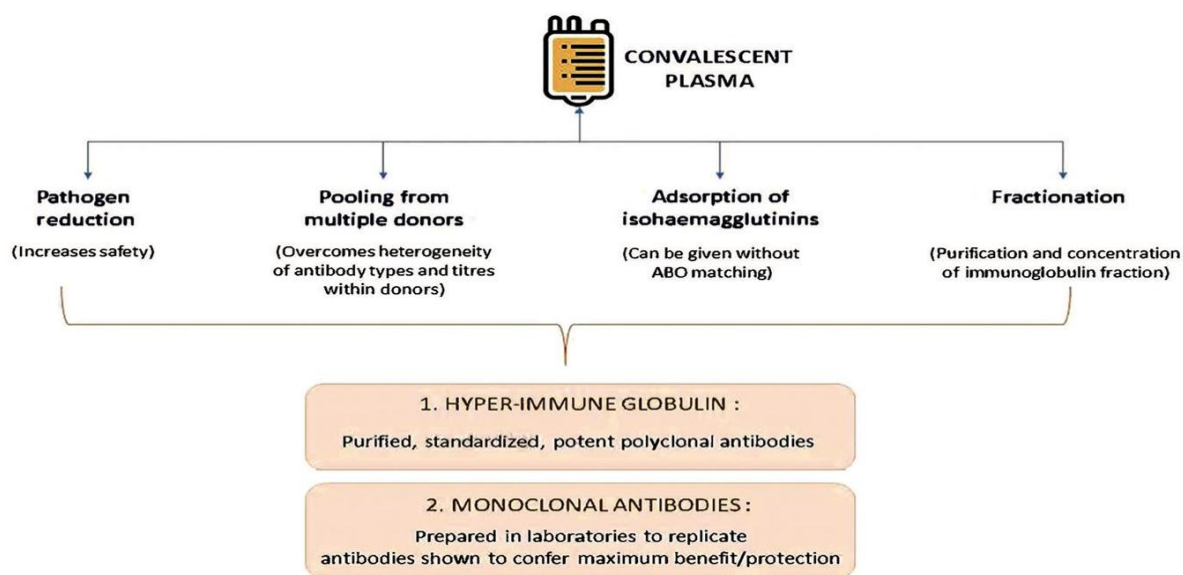 CONVALESCENT
PLASMA
Pathogen
reduction
(Increases safety)
Pooling from
multiple donors
(Overcomes heterogeneity
of antibody types and titres
within donors)
Adsorption of
isohaemagglutinins
(Can be given without
ABO matching)
Fractionation
(Purification and concentration
of immunoglobulin fraction)
1. HYPER-IMMUNE GLOBULIN :
Purified, standardized, potent polyclonal antibodies
2. MONOCLONAL ANTIBODIES :
Prepared in laboratories to replicate
antibodies shown to confer maximum benefit/protection